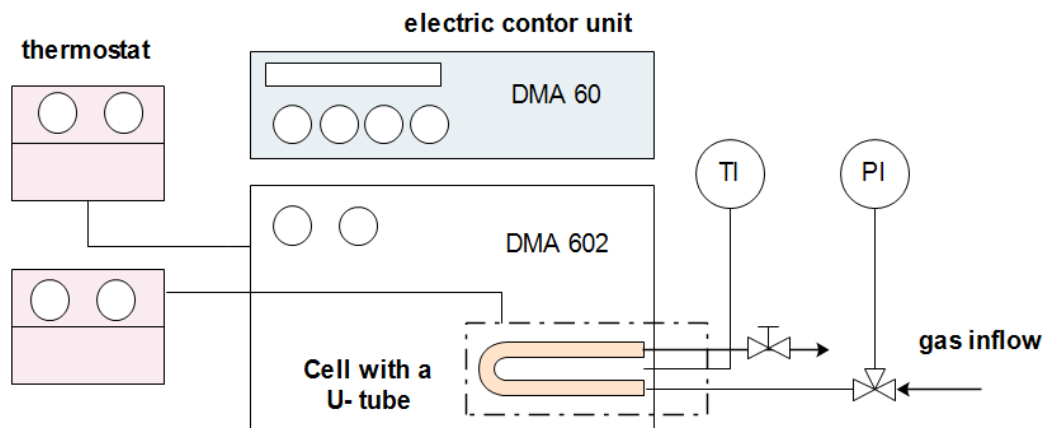 electric contor unit
thermostat
DMA 60
TI
PI
DMA 602
gas inflow
Cell with a
U- tube